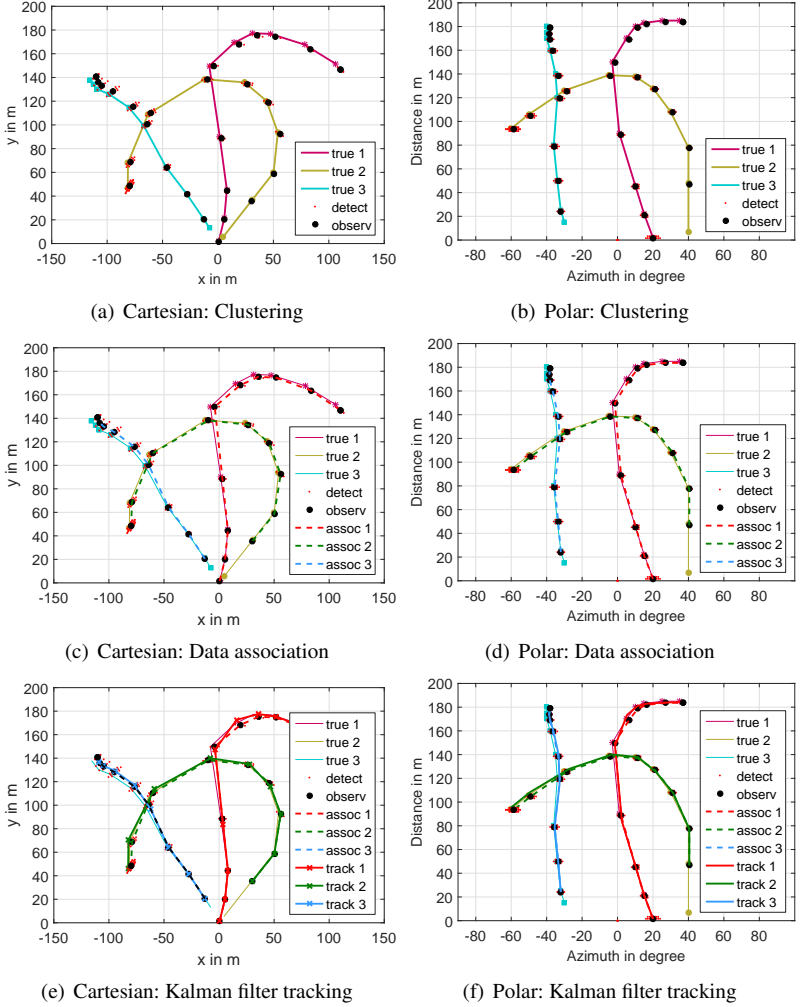 y in m
200
180
160
140
120
100
80
60
40
20
0
-150 -100 -50 0 50 100 150
x in m
true 1
true 2
true 3
detect
observ
(a) Cartesian: Clustering
Distance in m
200
180
160
140
120
100
80
60
40
20
0
-80 -60 -40 -20 0 20 40 60 80
Azimuth in degree
true 1
true 2
true 3
detect
observ
(b) Polar: Clustering
y in m
200
180
160
140
120
100
80
60
40
20
0
-150 -100 -50 0 50 100 150
x in m
true 1
true 2
true 3
detect
observ
assoc 1
assoc 2
assoc 3
(c) Cartesian: Data association
Distance in m
200
180
160
140
120
100
80
60
40
20
0
-80 -60 -40 -20 0 20 40 60 80
Azimuth in degree
true 1
true 2
true 3
detect
observ
assoc 1
assoc 2
assoc 3
(d) Polar: Data association
y in m
200
180
160
140
120
100
80
60
40
20
0
-150 -100 -50 0 50 100 150
x in m
true 1
true 2
true 3
detect
observ
assoc 1
assoc 2
assoc 3
track 1
track 2
track 3
(e) Cartesian: Kalman filter tracking
Distance in m
200
180
160
140
120
100
80
60
40
20
0
-80 -60 -40 -20 0 20 40 60 80
Azimuth in degree
true 1
true 2
true 3
detect
observ
assoc 1
assoc 2
assoc 3
track 1
track 2
track 3
(f) Polar: Kalman filter tracking